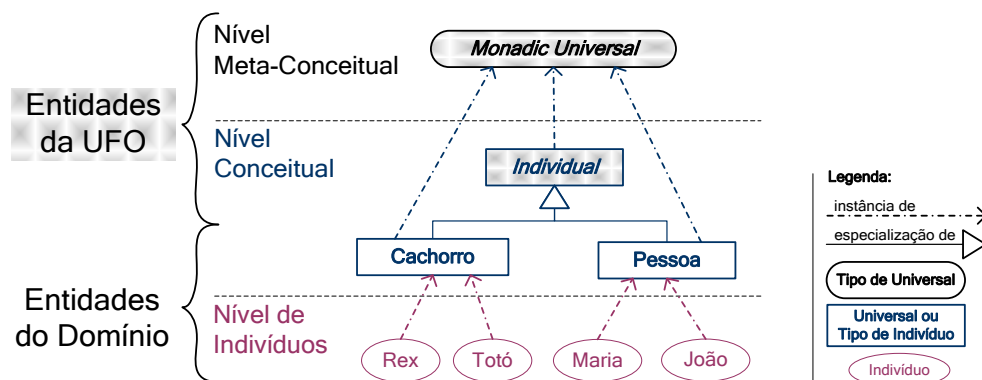 Nível
Meta-Conceitual
Monadic Universal
Entidades
da UFO
Nível
Conceitual
Individual
Cachorro
Pessoa
Entidades
do Domínio
Nível de
Indivíduos
Rex
Totó
Maria
João
Legenda:
instância de
especialização de
Tipo de Universal
Universal ou
Tipo de Indivíduo
Indivíduo